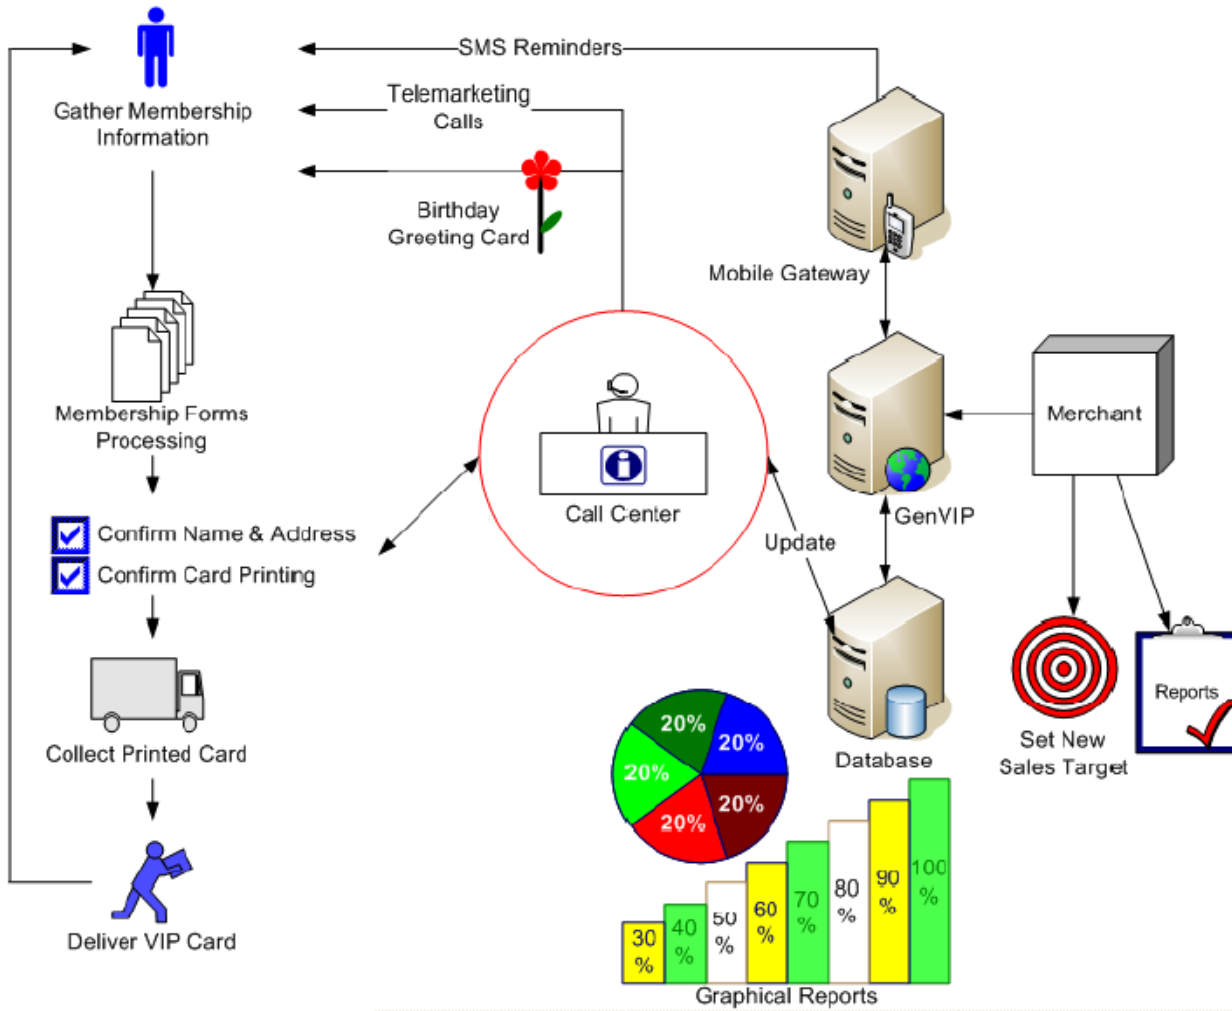 SMS Reminders
Telemarketing
Calls
Gather Membership
Information
Birthday
Greeting Card
Mobile Gateway
Membership Forms
Processing
Merchant
Call Center
GenVIP
Confirm Name & Address
Update
Confirm Card Printing
Reports
Collect Printed Card
Set New
Sales Target
Database
20%
20%
20%
20%
20%
30
%
40
%
50
%
60
%
70
%
80
%
90
%
100
%
Deliver VIP Card
Graphical Reports